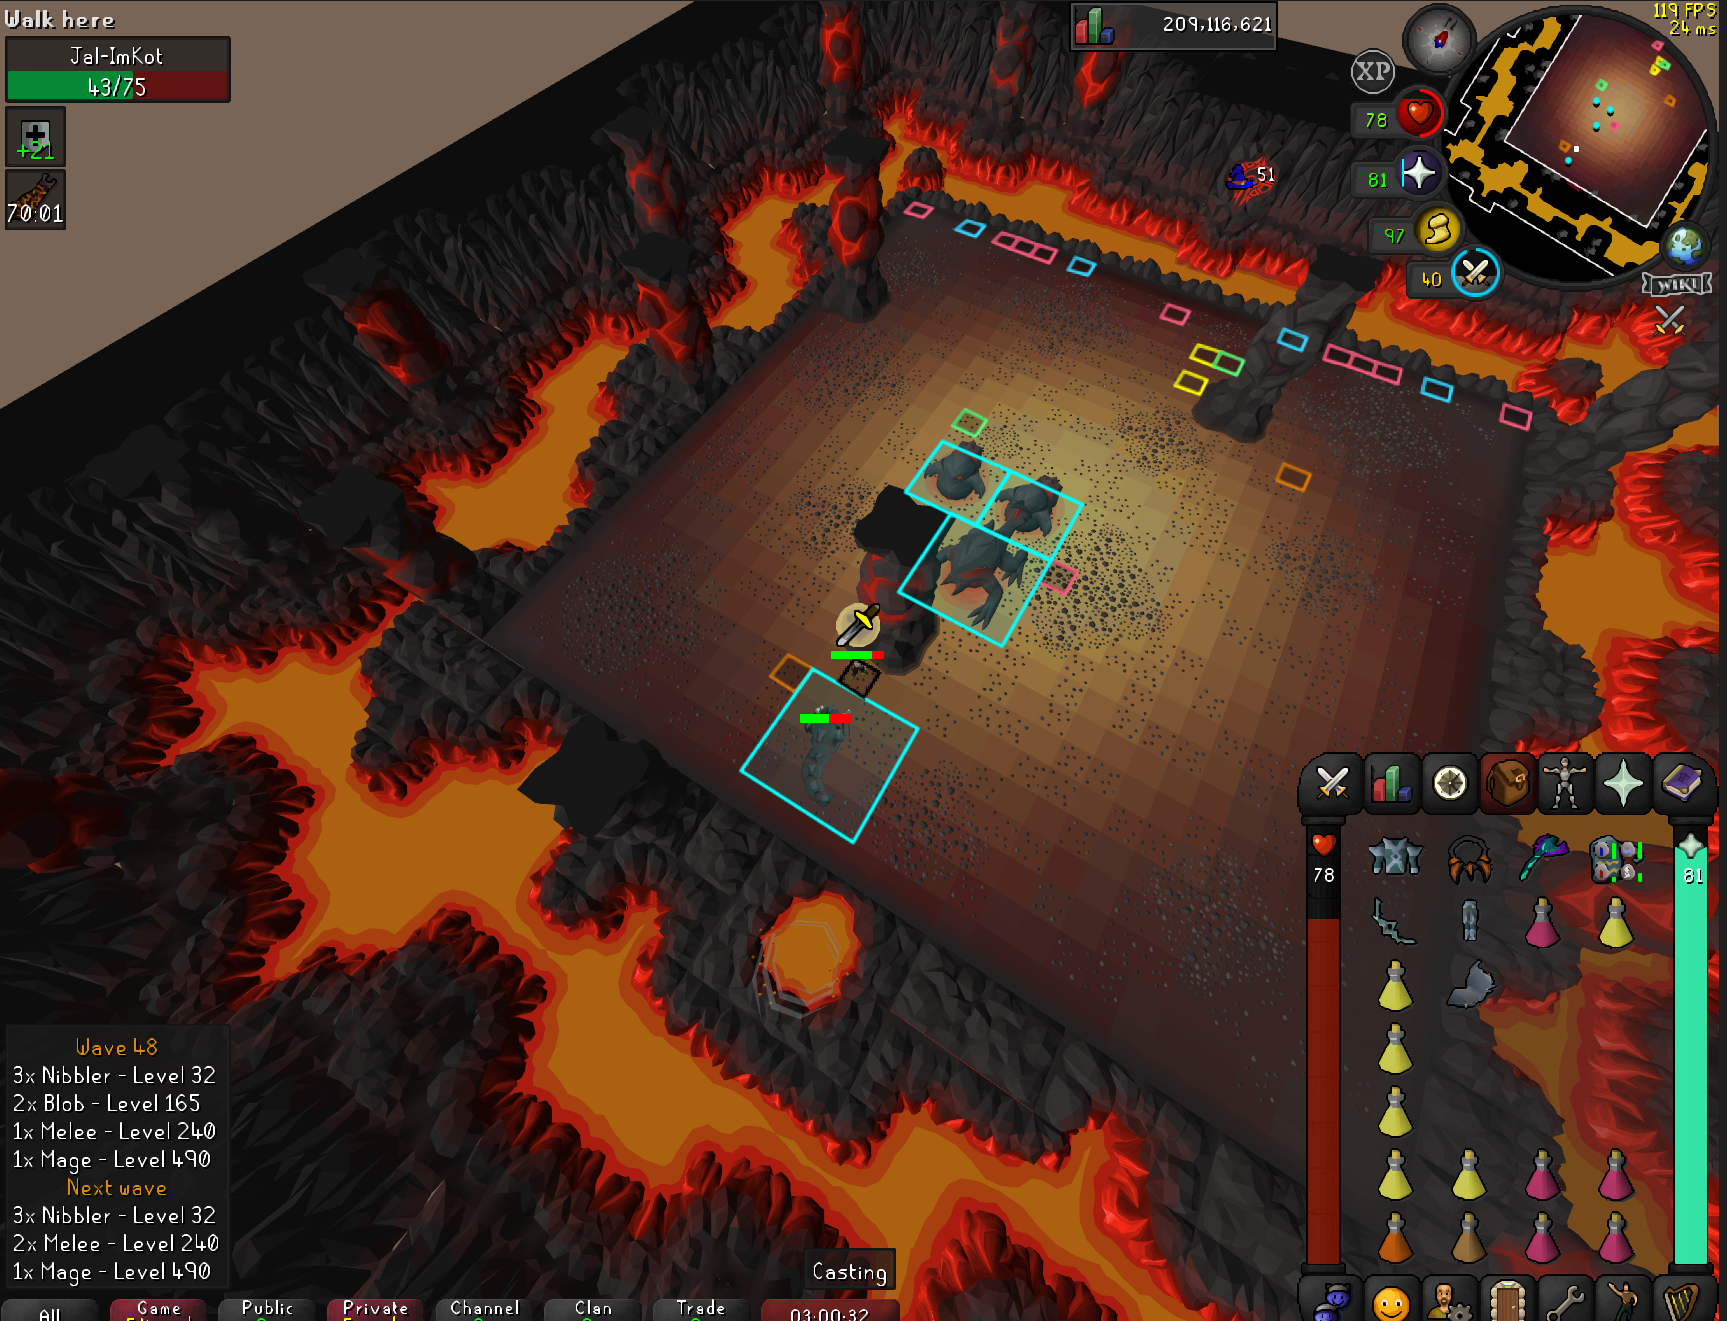 Walk here
Jal-ImKot
43/75
+21
70:01
209,116,621
119 FPS
24 ms
XP
78
81
97
40
WIKI
51
78
81
Wave 48
3x Nibbler - Level 32
2x Blob - Level 165
1x Melee - Level 240
1x Mage - Level 490
Next wave
3x Nibbler - Level 32
2x Melee - Level 240
1x Mage - Level 490
Casting
All
Game
Public
Private
Channel
Clan
Trade
03:00:32